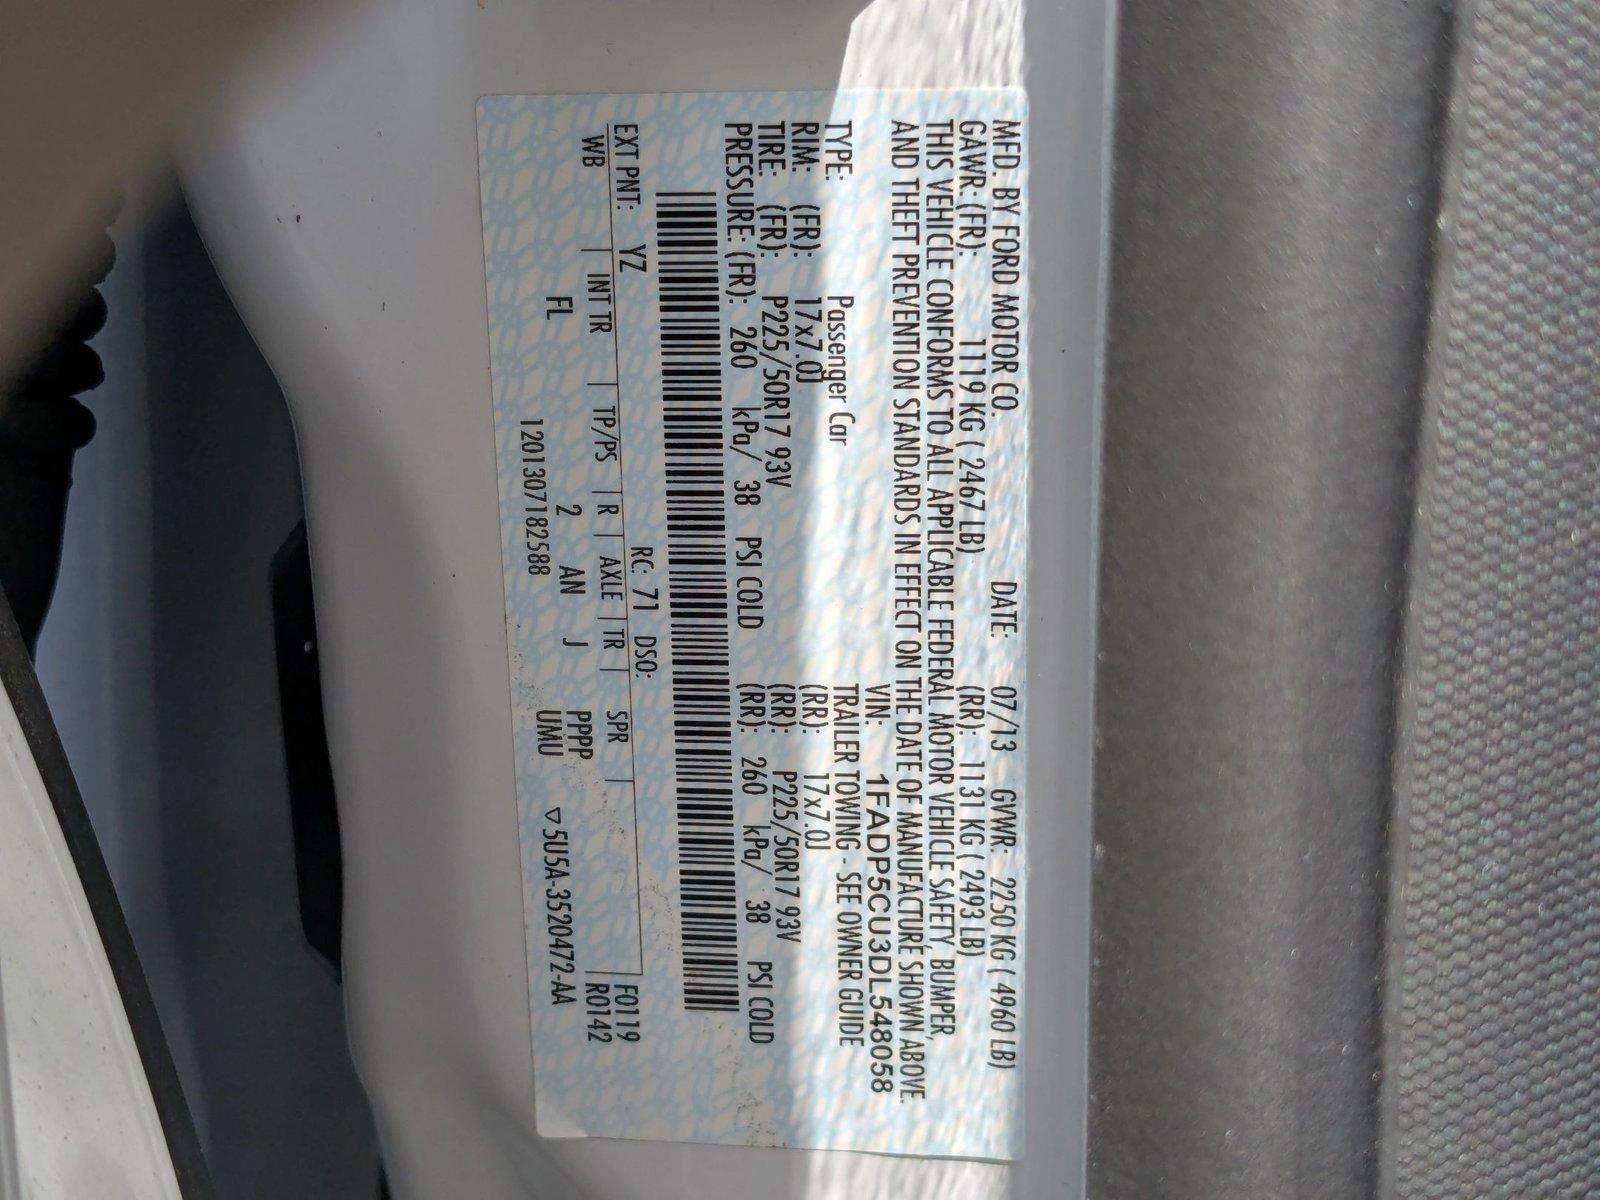 MFD. BY FORD MOTOR CO. DATE: 07/13 GVWR: 2250 KG ( 4960 LB)
GAWR: (FR): 1119 KG ( 2467 LB) (RR): 1131 KG ( 2493 LB)
THIS VEHICLE CONFORMS TO ALL APPLICABLE FEDERAL MOTOR VEHICLE SAFETY, BUMPER,
AND THEFT PREVENTION STANDARDS IN EFFECT ON THE DATE OF MANUFACTURE SHOWN ABOVE.
VIN: 1FADP5CU3DL548058
TYPE: Passenger Car TRAILER TOWING - SEE OWNER GUIDE
RIM: (FR): 17x7.0J (RR): 17x7.0J
TIRE: (FR): P225/50R17 93V (RR): P225/50R17 93V
PRESSURE: (FR): 260 kPa/ 38 PSI COLD (RR): 260 kPa/ 38 PSI COLD
EXT PNT: YZ RC: 71 DSO: F0119
WB | INT TR | TP/PS | R | AXLE | TR | SPR | R0142
FL 2 AN J PPPP
UMU ▽5U5A-3520472-AA
120130718258​8